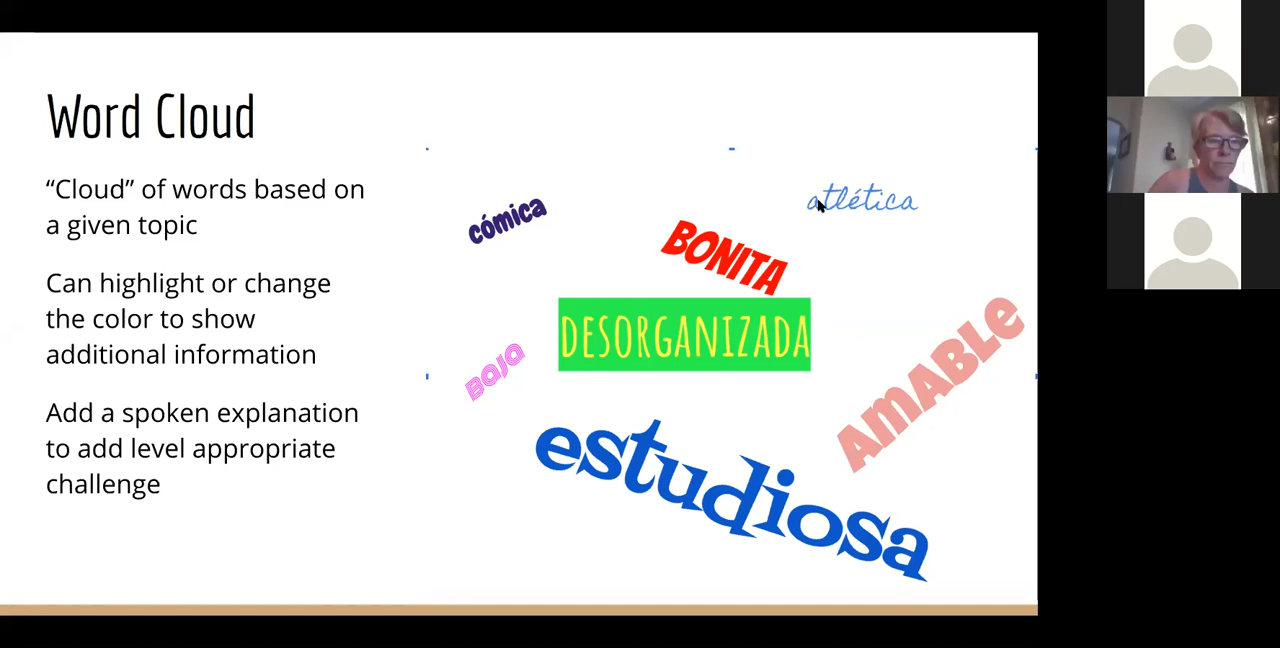 Word Cloud
“Cloud” of words based on
a given topic
Can highlight or change
the color to show
additional information
Add a spoken explanation
to add level appropriate
challenge
atlética
cómica
BONITA
DESORGANIZADA
Baja
AmABLe
estudiosa